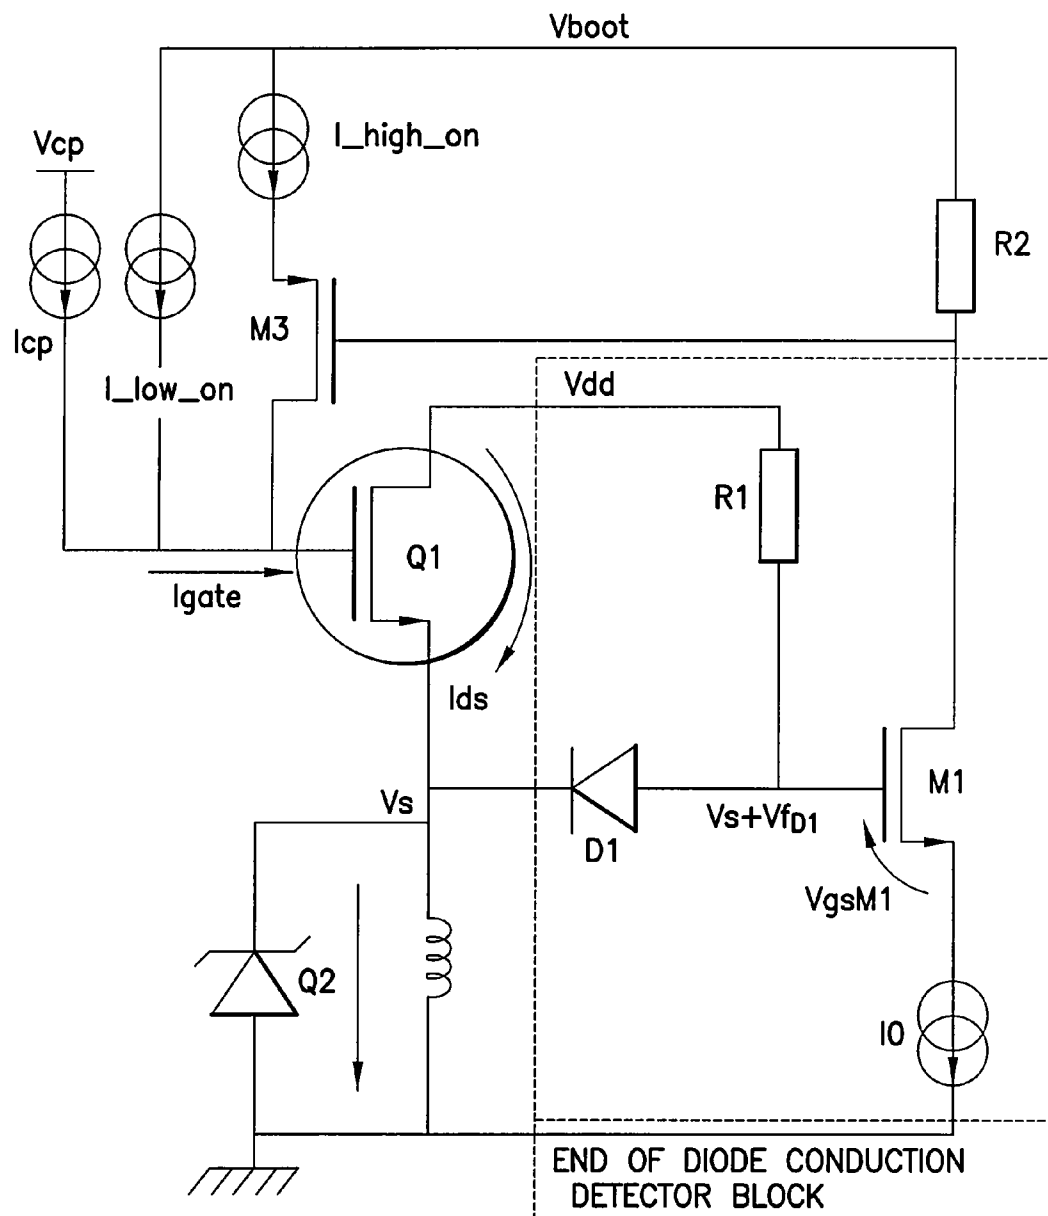 Vboot
I_high_on
Vcp
R2
M3
Icp
I_low_on
Vdd
R1
Q1
Igate
Ids
M1
Vs
Vs+VfD1
D1
VgsM1
Q2
I0
END OF DIODE CONDUCTION
DETECTOR BLOCK